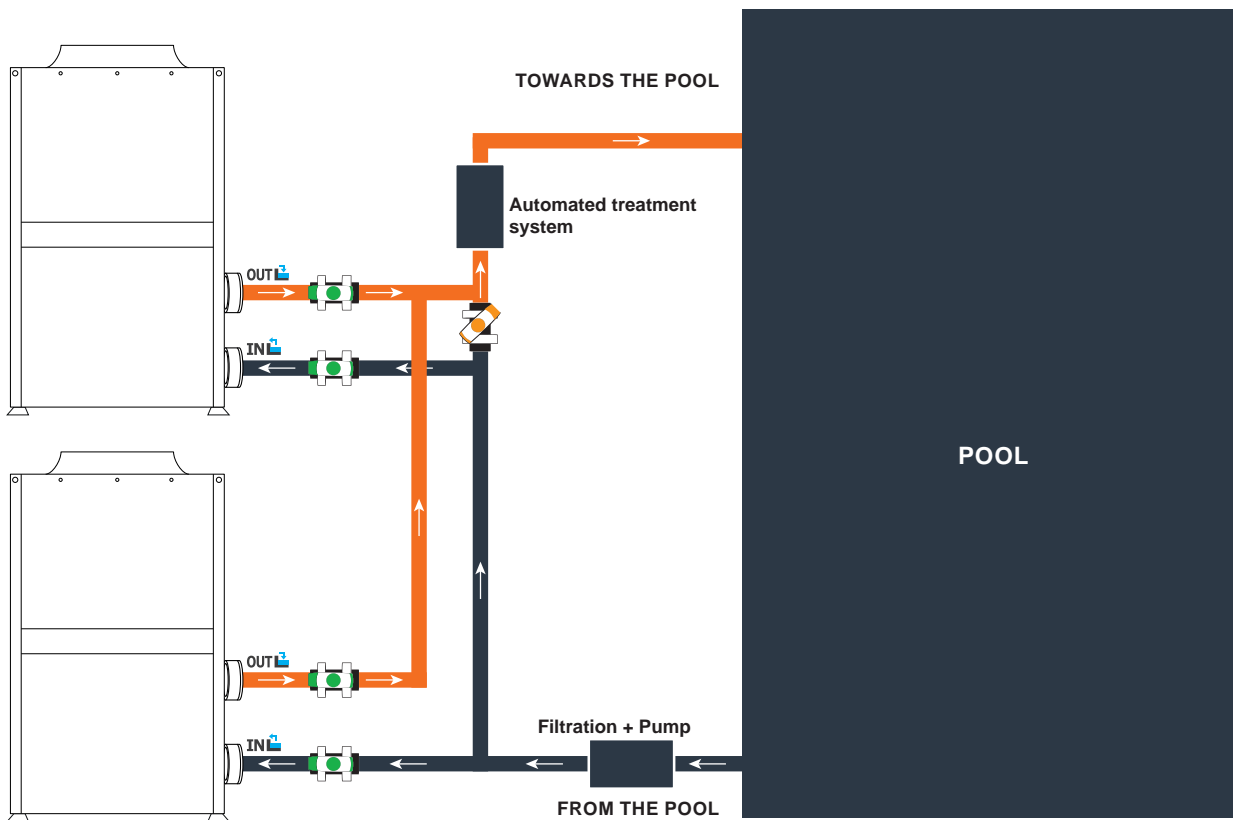 TOWARDS THE POOL
Automated treatment
system
OUT
IN
POOL
OUT
Filtration + Pump
IN
FROM THE POOL